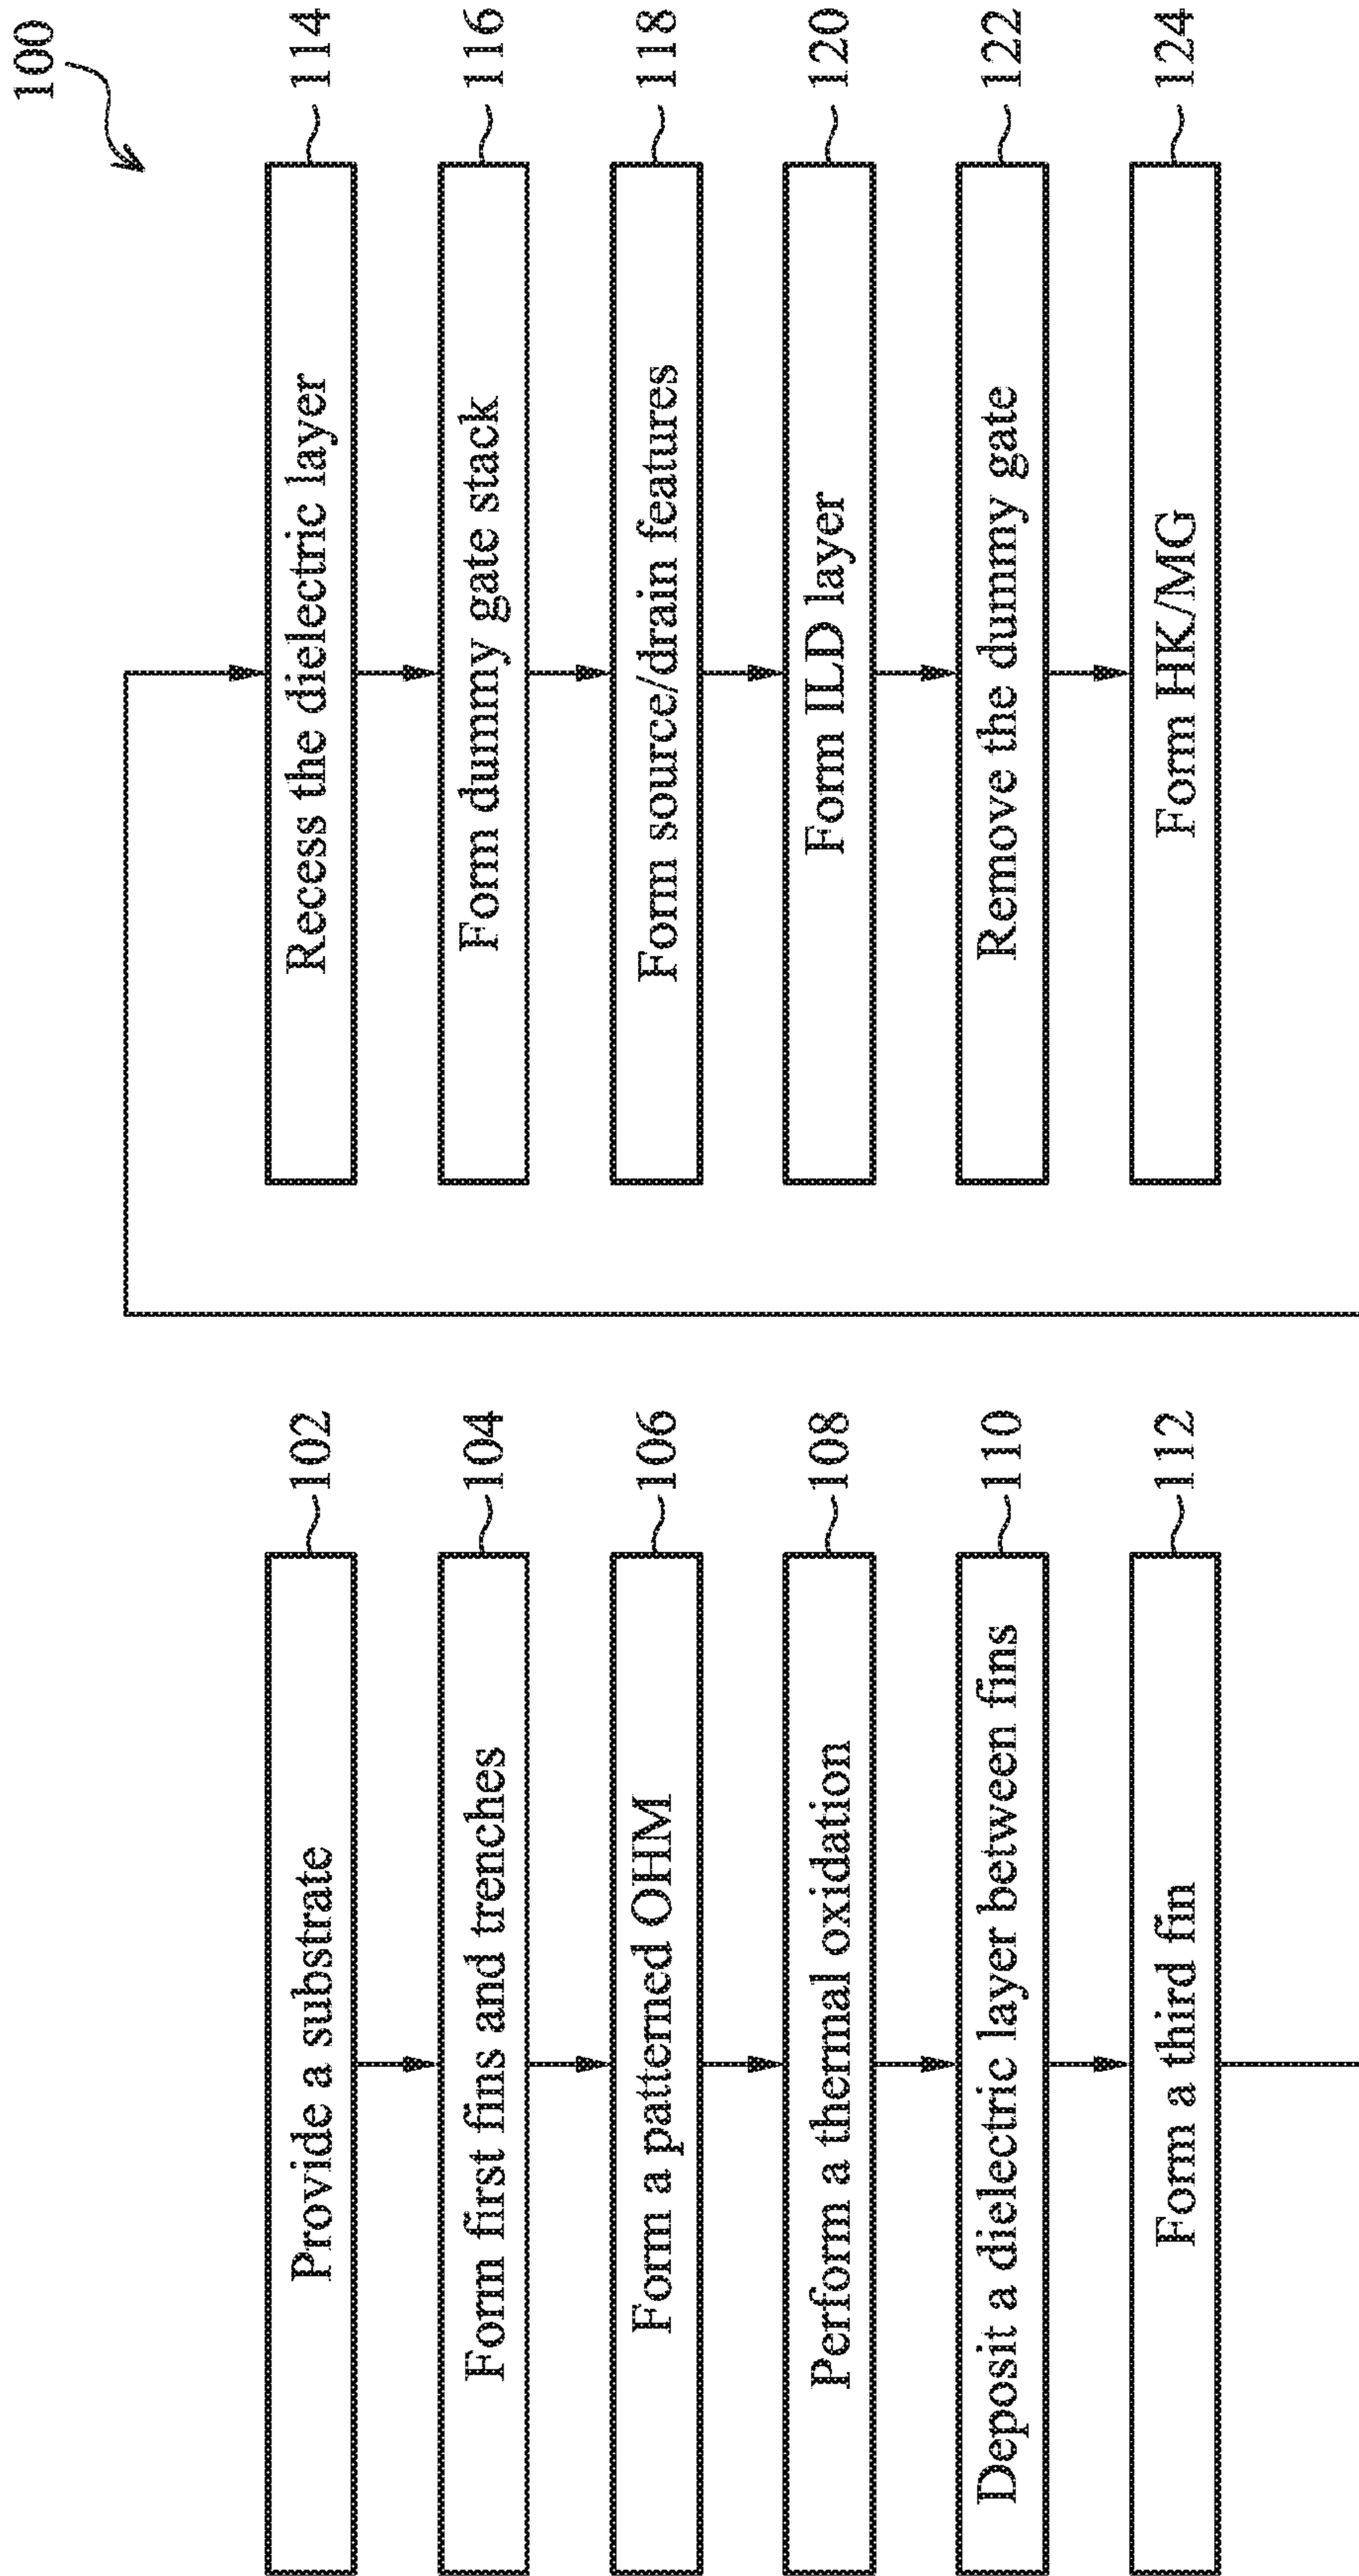 100
Provide a substrate
102
Form first fins and trenches
104
Form a patterned OHM
106
Perform a thermal oxidation
108
Deposit a dielectric layer between fins
110
Form a third fin
112
Recess the dielectric layer
114
Form dummy gate stack
116
Form source/drain features
118
Form ILD layer
120
Remove the dummy gate
122
Form HK/MG
124